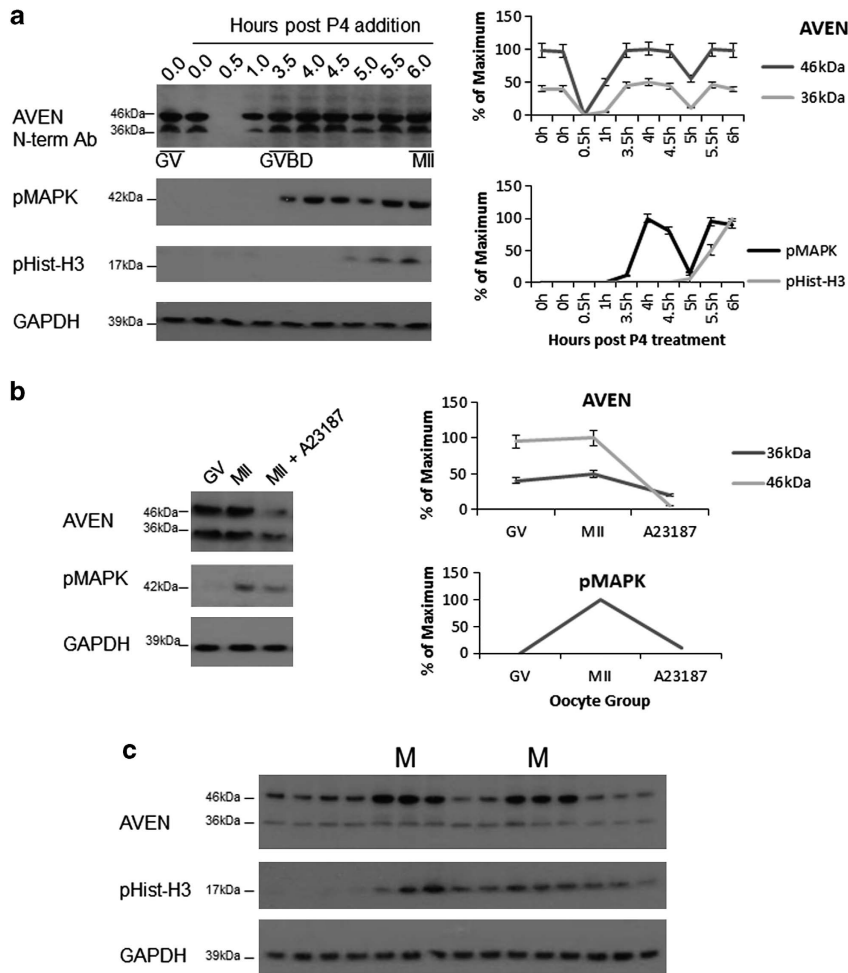 a
Hours post P4 addition
0.0 0.0 0.5 1.0 3.5 4.0 4.5 5.0 5.5 6.0
AVEN
N-term Ab
46kDa
36kDa
GV GVBD MII
pMAPK
42kDa
pHist-H3
17kDa
GAPDH
39kDa
AVEN
% of Maximum
150
100
50
0
0h 0h 0.5h 1h 3.5h 4h 4.5h 5h 5.5h 6h
46kDa
36kDa
% of Maximum
150
100
50
0
0h 0h 0.5h 1h 3.5h 4h 4.5h 5h 5.5h 6h
Hours post P4 treatment
pMAPK
pHist-H3
b
GV MII MII + A23187
AVEN
46kDa
36kDa
pMAPK
42kDa
GAPDH
39kDa
AVEN
% of Maximum
150
100
50
0
GV MII A23187
36kDa
46kDa
pMAPK
% of Maximum
150
100
50
0
GV MII A23187
Oocyte Group
c
M M
AVEN
46kDa
36kDa
pHist-H3
17kDa
GAPDH
39kDa